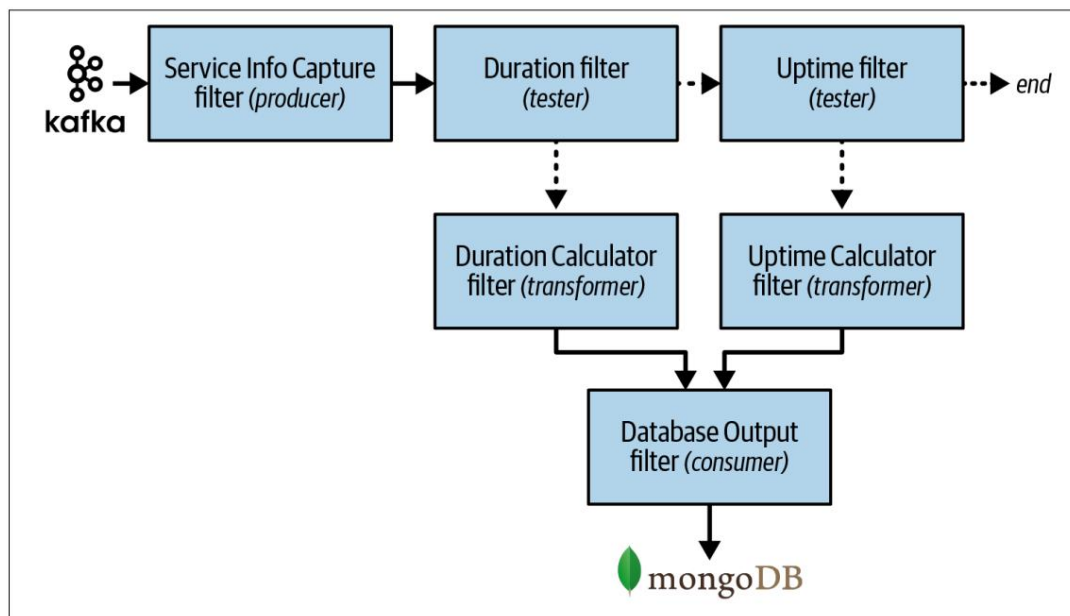 kafka
Service Info Capture
filter (producer)
Duration filter
(tester)
Uptime filter
(tester)
end
Duration Calculator
filter (transformer)
Uptime Calculator
filter (transformer)
Database Output
filter (consumer)
mongoDB